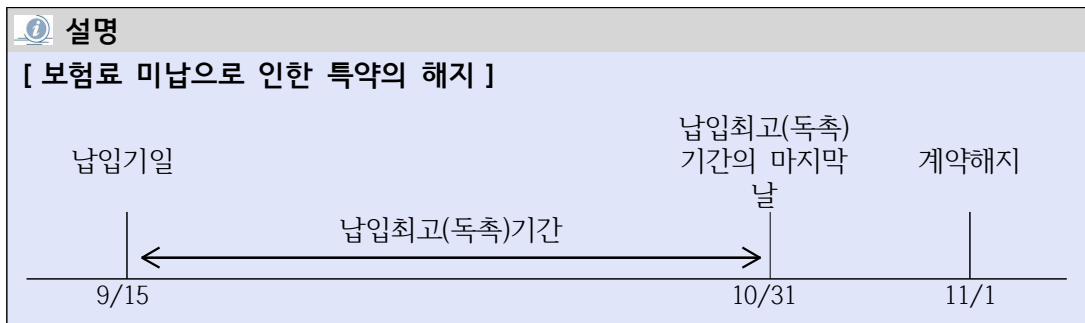 설명
[ 보험료 미납으로 인한 특약의 해지 ]
납입기일
납입최고(독촉)
기간의 마지막
날
계약해지
납입최고(독촉)기간
9/15
10/31
11/1